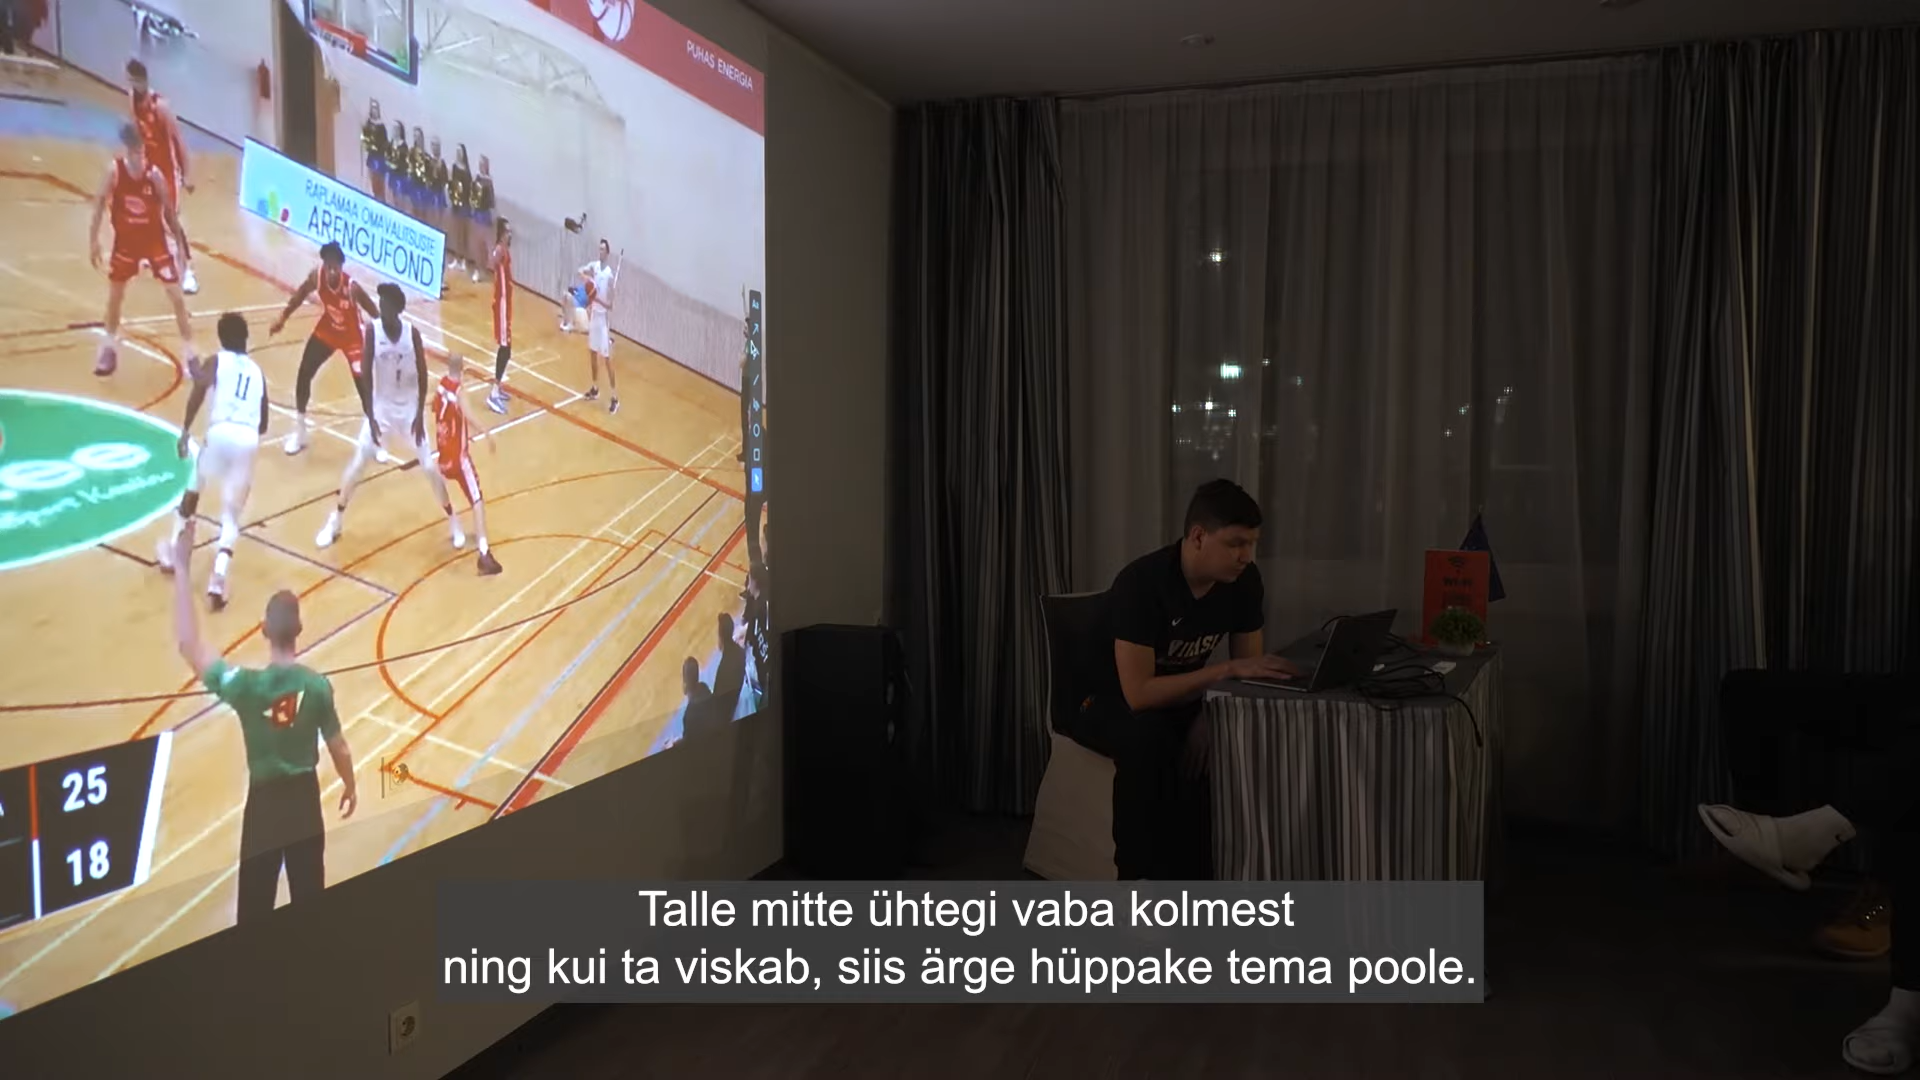 PUHAS ENERGIA
RAPLAMAA OMAVALITSUSTE
ARENGUFOND
11
7
25
18
Talle mitte ühtegi vaba kolmest
ning kui ta viskab, siis ärge hüppake tema poole.